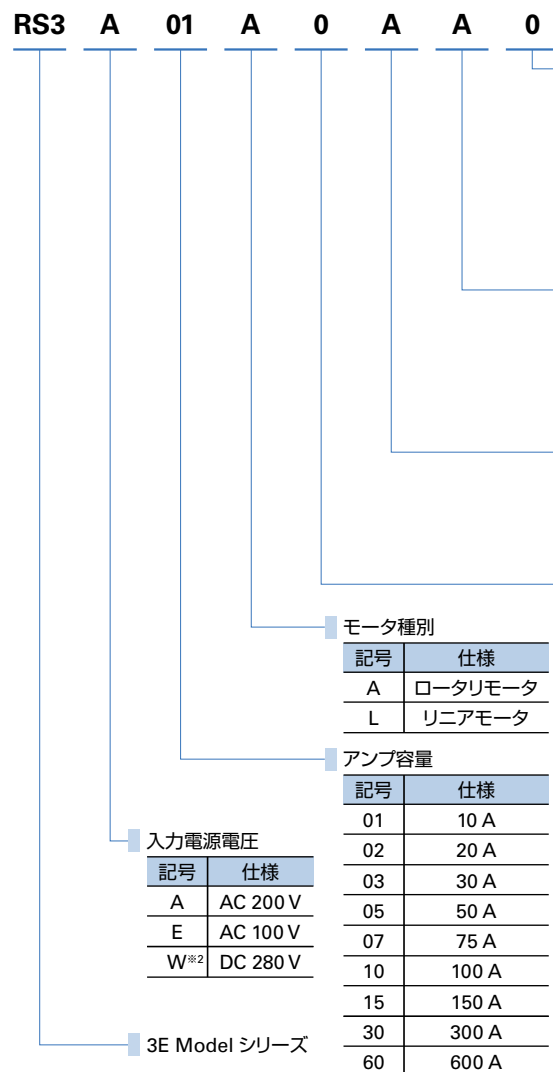 RS3 A 01 A 0 A A 0
モータ種別
記号 仕様
A ロータリモータ
L リニアモータ
アンプ容量
記号 仕様
01 10 A
02 20 A
03 30 A
05 50 A
07 75 A
10 100 A
15 150 A
30 300 A
60 600 A
入力電源電圧
記号 仕様
A AC 200 V
E AC 100 V
W※2 DC 280 V
3E Model シリーズ